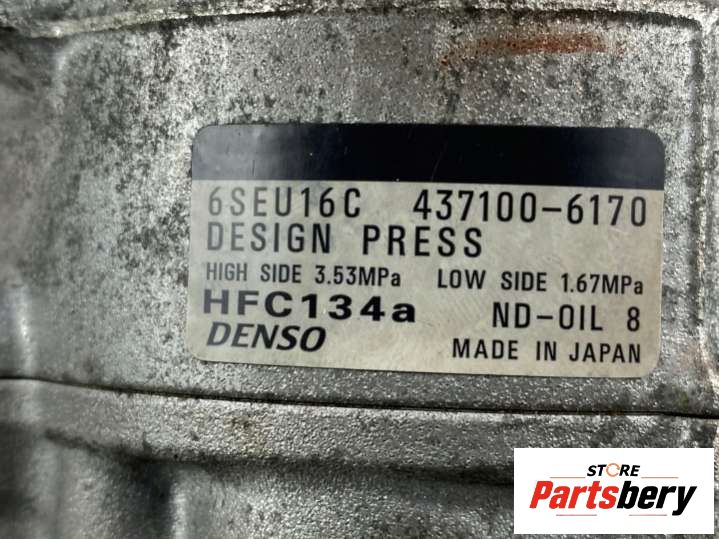 6SEU16C 437100-6170
DESIGN PRESS
HIGH SIDE 3.53MPa LOW SIDE 1.67MPa
HFC134a ND-OIL 8
DENSO MADE IN JAPAN
STORE
Partsbery